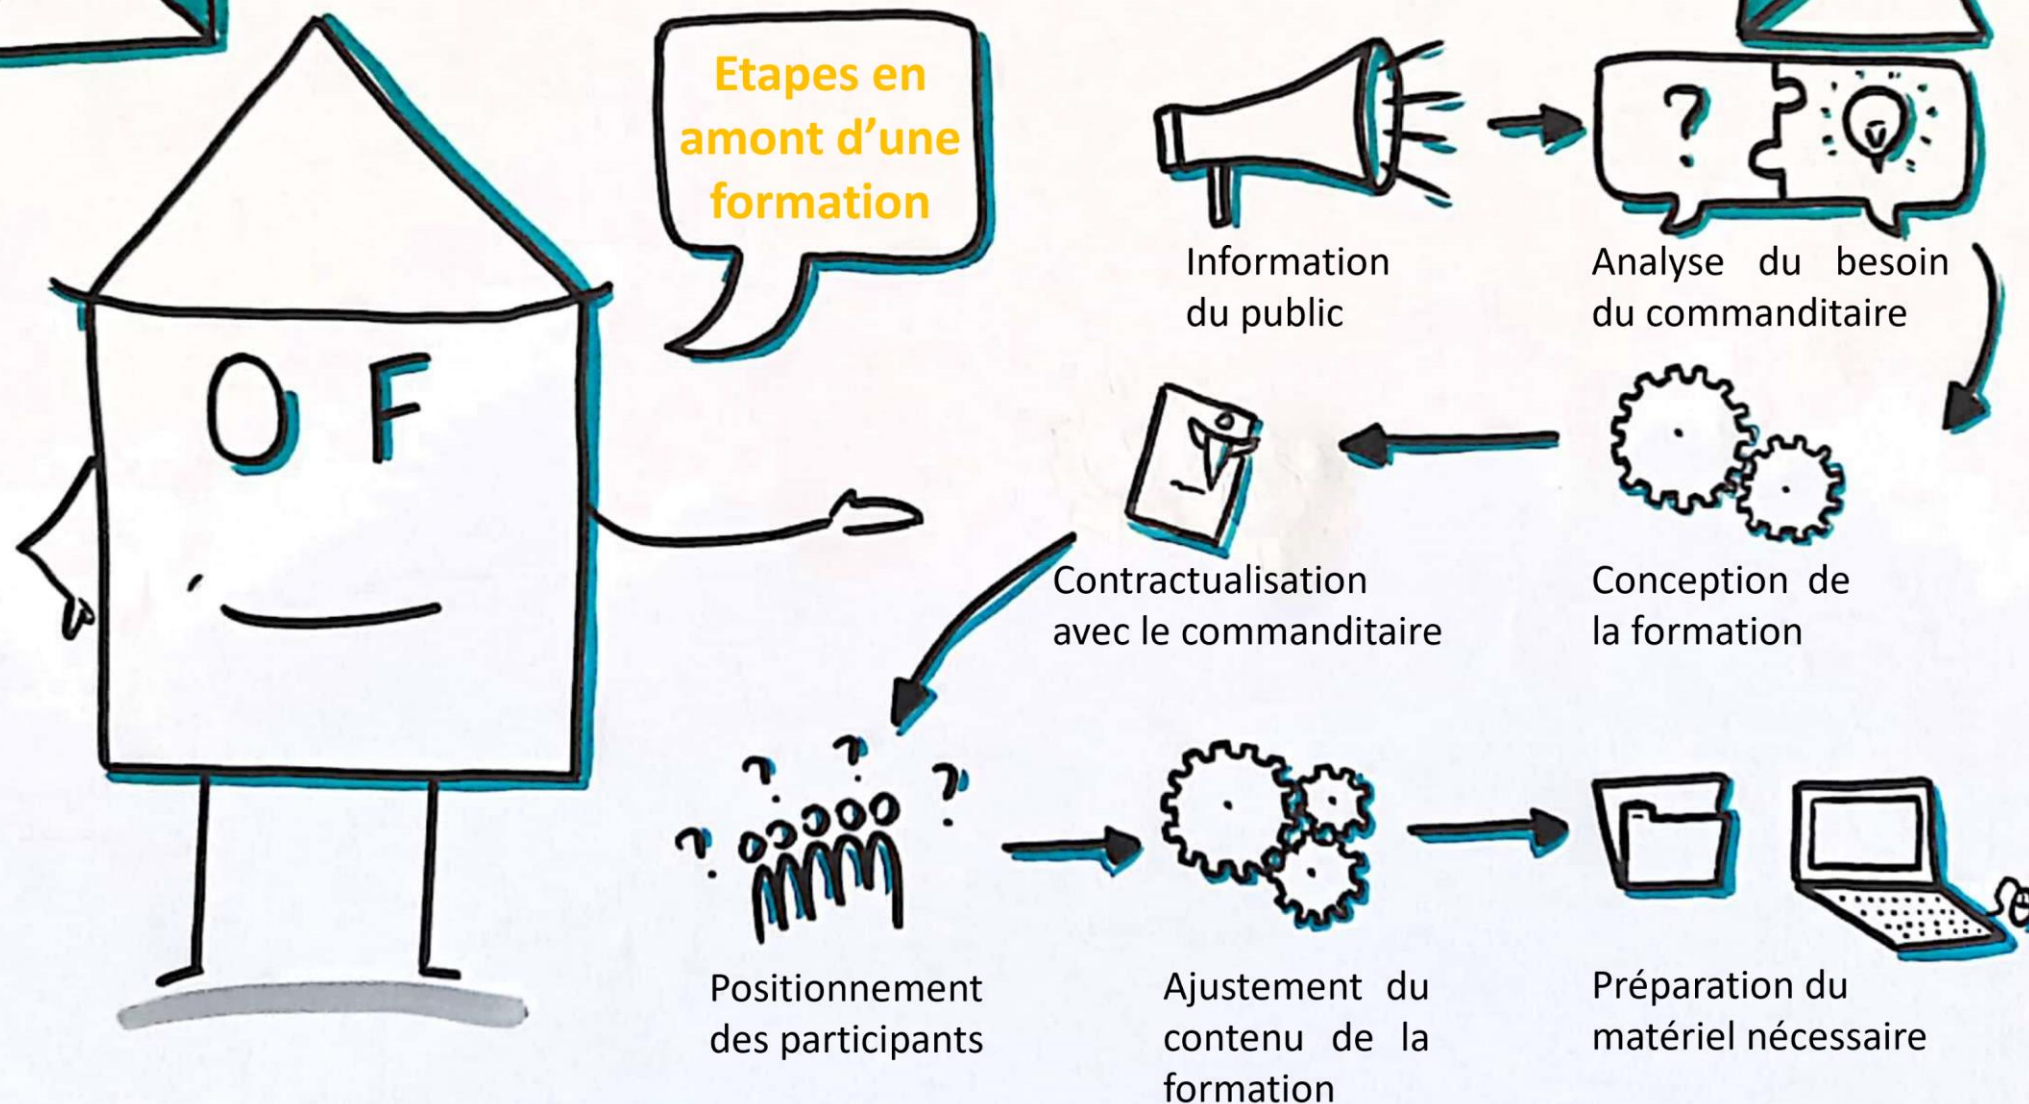 Etapes en
amont d’une
formation
O F
Information
du public
Analyse du besoin
du commanditaire
Conception de
la formation
Contractualisation
avec le commanditaire
Positionnement
des participants
Ajustement du
contenu de la
formation
Préparation du
matériel nécessaire